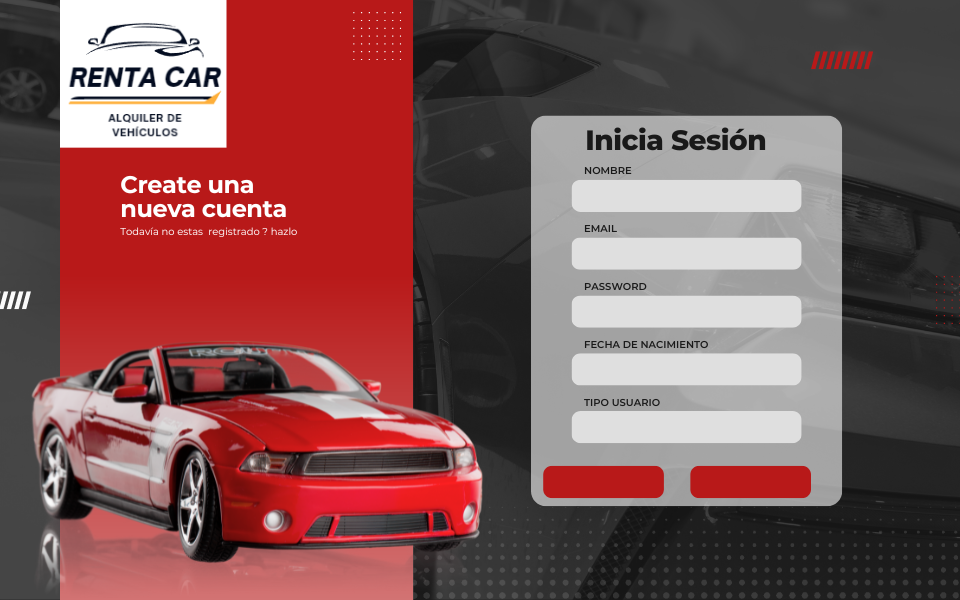 RENTA CAR
ALQUILER DE
VEHÍCULOS
Create una
nueva cuenta
Todavía no estas  registrado ? hazlo
Inicia Sesión
NOMBRE
EMAIL
PASSWORD
FECHA DE NACIMIENTO
TIPO USUARIO